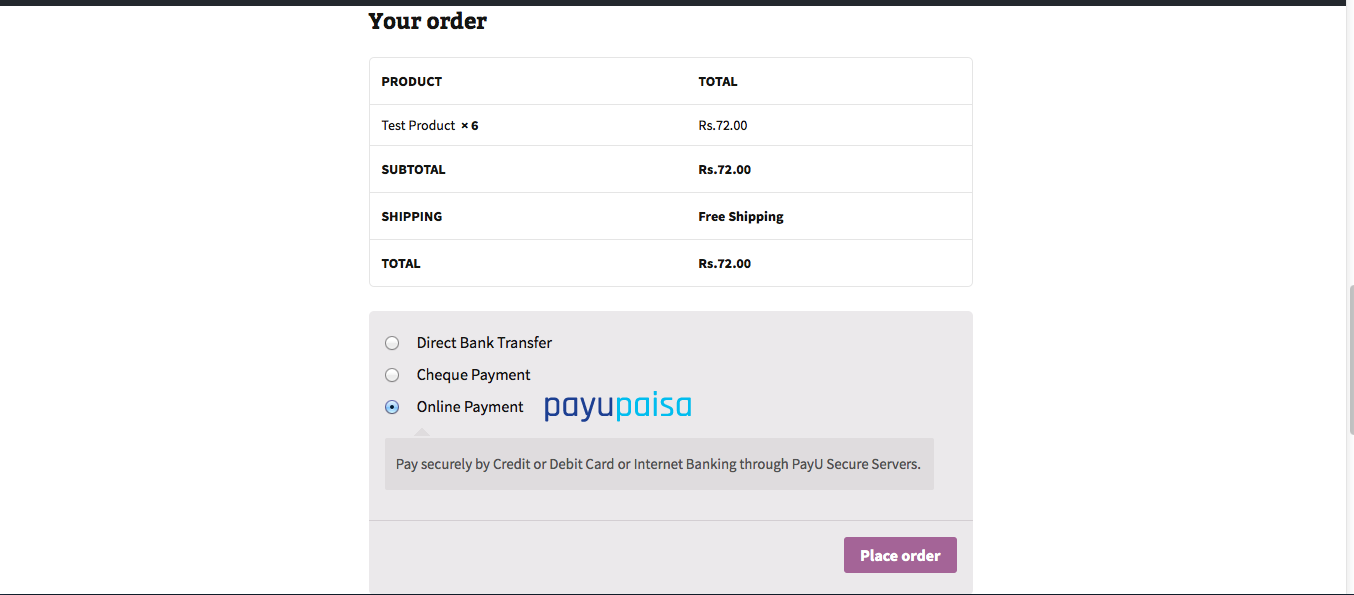 Your order
PRODUCT TOTAL
Test Product × 6 Rs.72.00
SUBTOTAL Rs.72.00
SHIPPING Free Shipping
TOTAL Rs.72.00
Direct Bank Transfer
Cheque Payment
Online Payment payupaisa
Pay securely by Credit or Debit Card or Internet Banking through PayU Secure Servers.
Place order